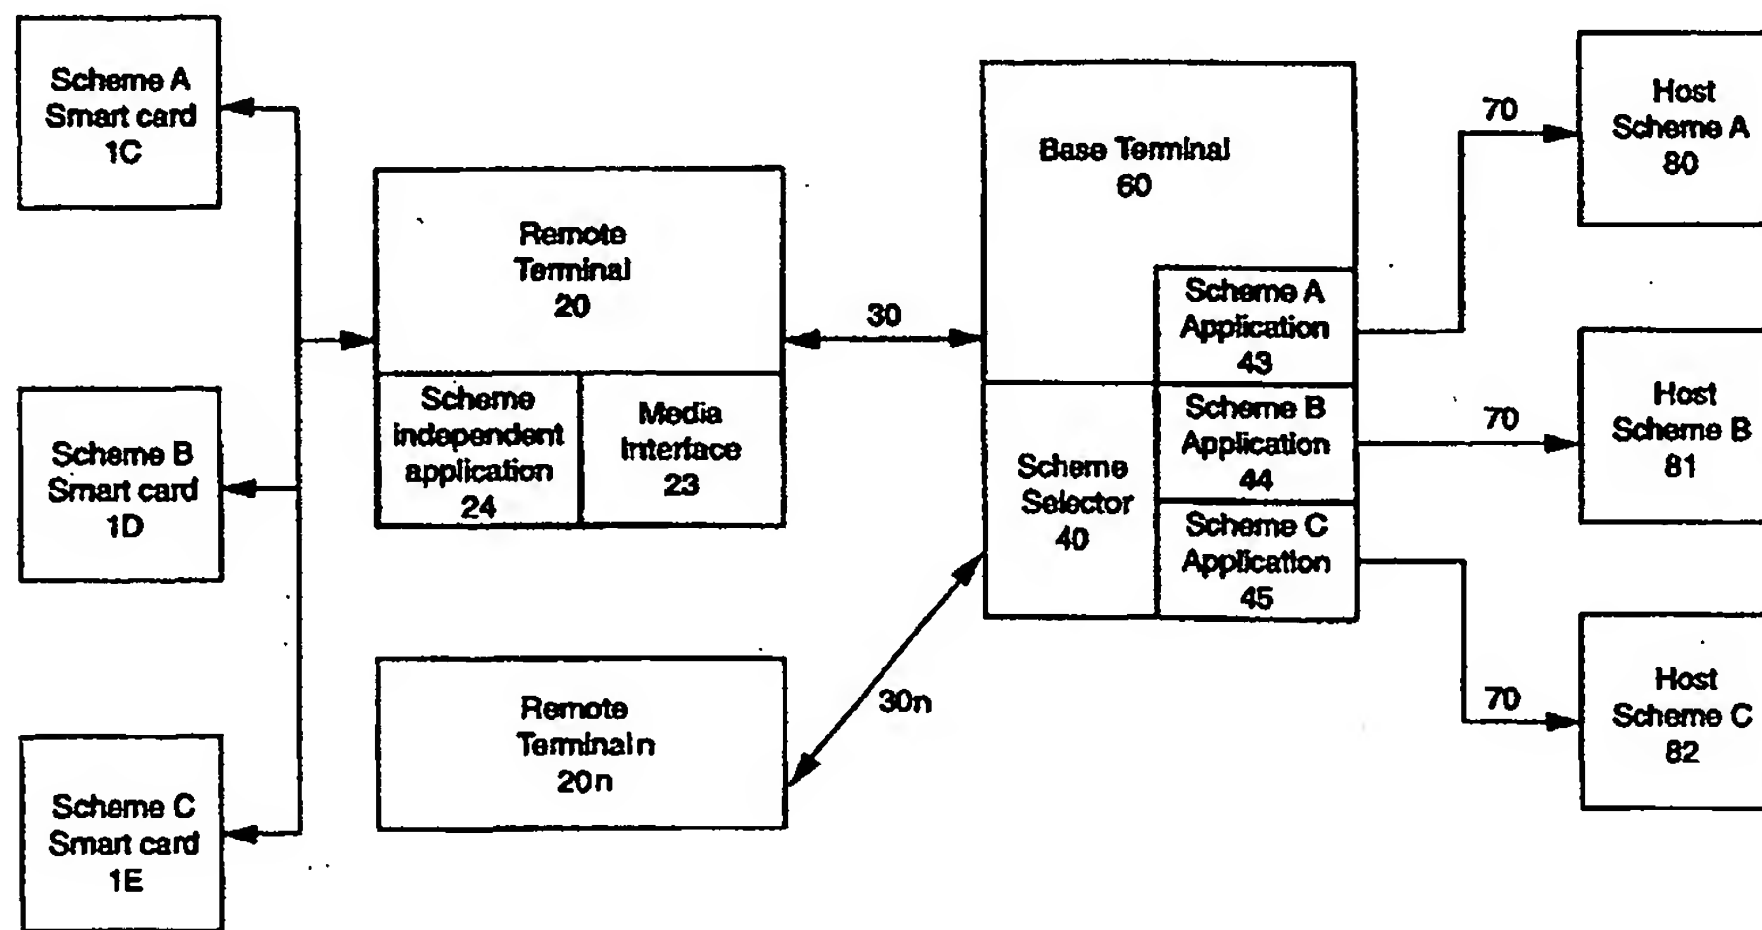 Scheme A
Smart card
1C
Scheme B
Smart card
1D
Scheme C
Smart card
1E
Remote
Terminal
20
Scheme
independent
application
24
Media
Interface
23
Remote
Terminal n
20n
30
30n
Base Terminal
60
Scheme
Selector
40
Scheme A
Application
43
Scheme B
Application
44
Scheme C
Application
45
70
70
70
Host
Scheme A
80
Host
Scheme B
81
Host
Scheme C
82